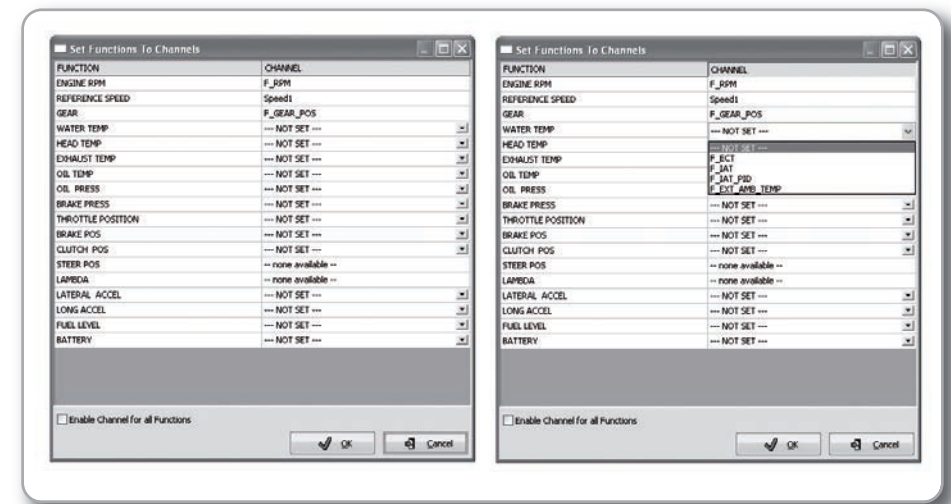 Set Functions To Channels
FUNCTION CHANNEL
ENGINE RPM F_RPM
REFERENCE SPEED Speed1
GEAR F_GEAR_POS
WATER TEMP --- NOT SET ---
HEAD TEMP --- NOT SET ---
EXHAUST TEMP --- NOT SET ---
OIL TEMP --- NOT SET ---
OIL PRESS --- NOT SET ---
BRAKE PRESS --- NOT SET ---
THROTTLE POSITION --- NOT SET ---
BRAKE POS --- NOT SET ---
CLUTCH POS --- NOT SET ---
STEER POS -- none available --
LAMBDA -- none available --
LATERAL ACCEL --- NOT SET ---
LONG ACCEL --- NOT SET ---
FUEL LEVEL --- NOT SET ---
BATTERY --- NOT SET ---
Enable Channel for all Functions
OK Cancel
Set Functions To Channels
FUNCTION CHANNEL
ENGINE RPM F_RPM
REFERENCE SPEED Speed1
GEAR F_GEAR_POS
WATER TEMP --- NOT SET ---
HEAD TEMP --- NOT SET ---
EXHAUST TEMP F_ECT
F_IAT
OIL TEMP F_IAT_PID
OIL PRESS F_EXT_AMB_TEMP
BRAKE PRESS --- NOT SET ---
THROTTLE POSITION --- NOT SET ---
BRAKE POS --- NOT SET ---
CLUTCH POS --- NOT SET ---
STEER POS -- none available --
LAMBDA -- none available --
LATERAL ACCEL --- NOT SET ---
LONG ACCEL --- NOT SET ---
FUEL LEVEL --- NOT SET ---
BATTERY --- NOT SET ---
Enable Channel for all Functions
OK Cancel